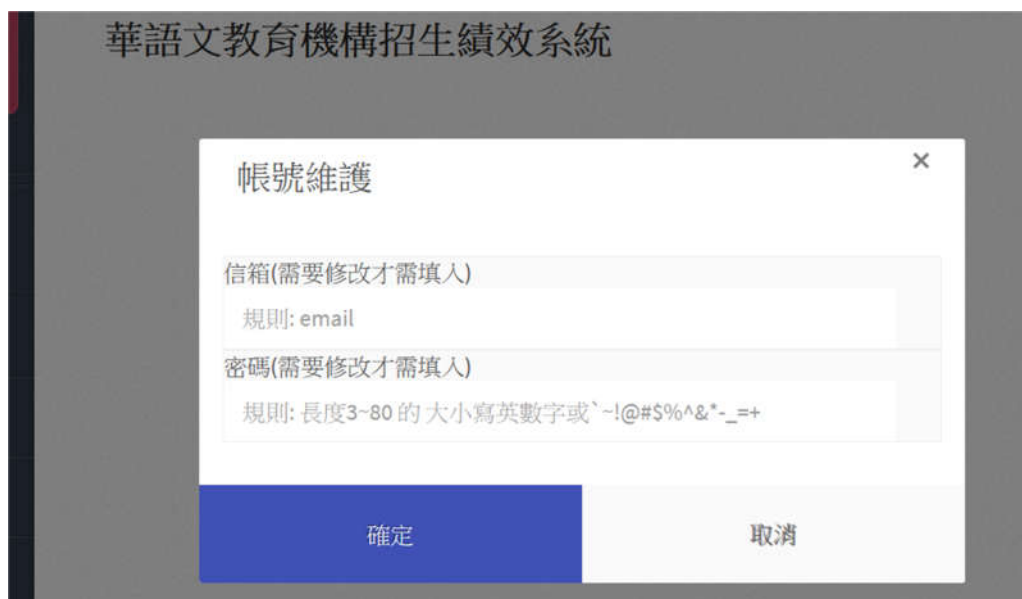 華語文教育機構招生績效系統
帳號維護
×
信箱(需要修改才需填入)
規則: email
密碼(需要修改才需填入)
規則: 長度3~80 的 大小寫英數字或`~!@#$%^&*-_=+
確定
取消